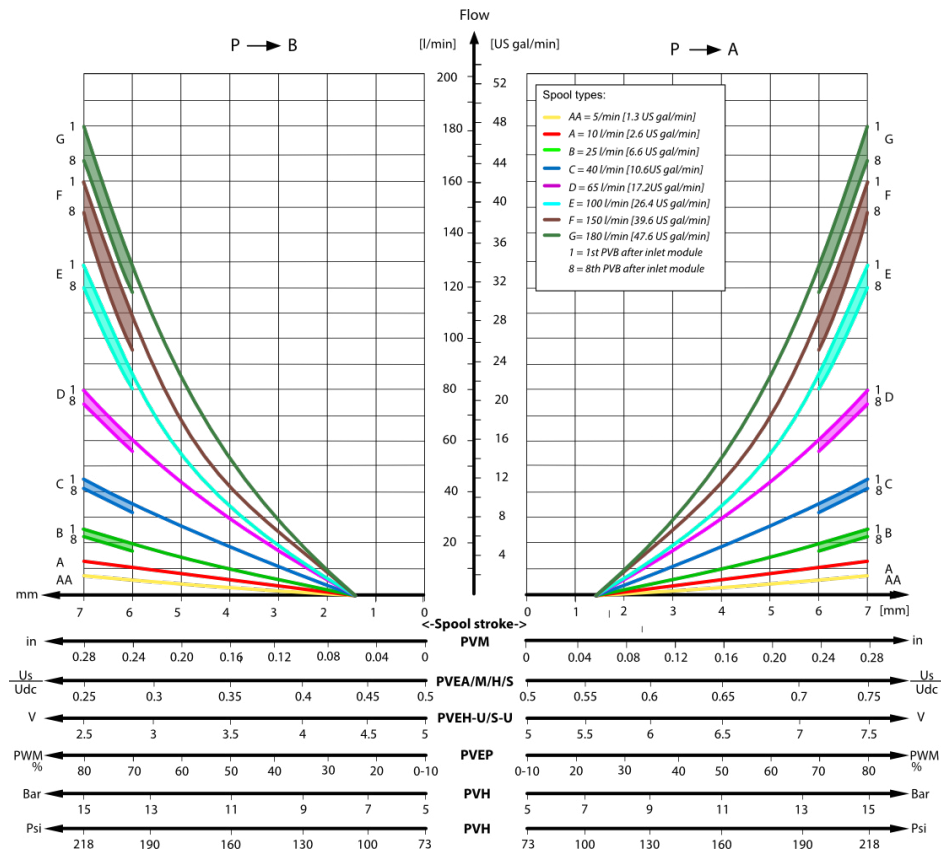 Flow
P → B
[l/min]
[US gal/min]
P → A
200
180
160
140
120
100
80
60
40
20
52
48
44
40
36
32
28
24
20
16
12
8
4
Spool types:
AA = 5/min [1.3 US gal/min]
A = 10 l/min [2.6 US gal/min]
B = 25 l/min [6.6 US gal/min]
C = 40 l/min [10.6US gal/min]
D = 65 l/min [17.2US gal/min]
E = 100 l/min [26.4 US gal/min]
F = 150 l/min [39.6 US gal/min]
G= 180 l/min [47.6 US gal/min]
1 = 1st PVB after inlet module
8 = 8th PVB after inlet module
G 1 8
F 1 8
E 1 8
D 1 8
C 1 8
B 1 8
A
AA
1 8 G
1 8 F
1 8 E
1 8 D
1 8 C
1 8 B
A
AA
mm 7 6 5 4 3 2 1 0 0 1 2 3 4 5 6 7 [mm]
<-Spool stroke->
in PVM in
0.28 0.24 0.20 0.16 0.12 0.08 0.04 0 0 0.04 0.08 0.12 0.16 0.20 0.24 0.28
Us
Udc
PVEA/M/H/S
Us
Udc
0.25 0.3 0.35 0.4 0.45 0.5 0.5 0.55 0.6 0.65 0.7 0.75
V PVEH-U/S-U V
2.5 3 3.5 4 4.5 5 5 5.5 6 6.5 7 7.5
PWM PVEP PWM
% 80 70 60 50 40 30 20 0-10 0-10 20 30 40 50 60 70 80 %
Bar PVH Bar
15 13 11 9 7 5 5 7 9 11 13 15
Psi PVH Psi
218 190 160 130 100 73 73 100 130 160 190 218